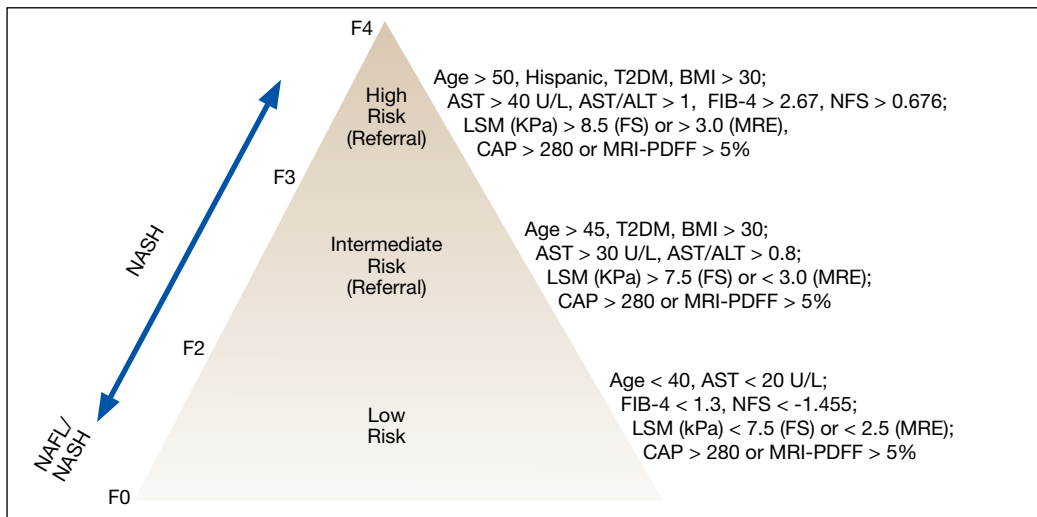 F4
High
Risk
(Referral)
Age > 50, Hispanic, T2DM, BMI > 30;
AST > 40 U/L, AST/ALT > 1, FIB-4 > 2.67, NFS > 0.676;
LSM (KPa) > 8.5 (FS) or > 3.0 (MRE),
CAP > 280 or MRI-PDFF > 5%
F3
NASH
Intermediate
Risk
(Referral)
Age > 45, T2DM, BMI > 30;
AST > 30 U/L, AST/ALT > 0.8;
LSM (KPa) > 7.5 (FS) or < 3.0 (MRE);
CAP > 280 or MRI-PDFF > 5%
F2
Low
Risk
Age < 40, AST < 20 U/L;
FIB-4 < 1.3, NFS < -1.455;
LSM (kPa) < 7.5 (FS) or < 2.5 (MRE);
CAP > 280 or MRI-PDFF > 5%
NAFL/
NASH
F0